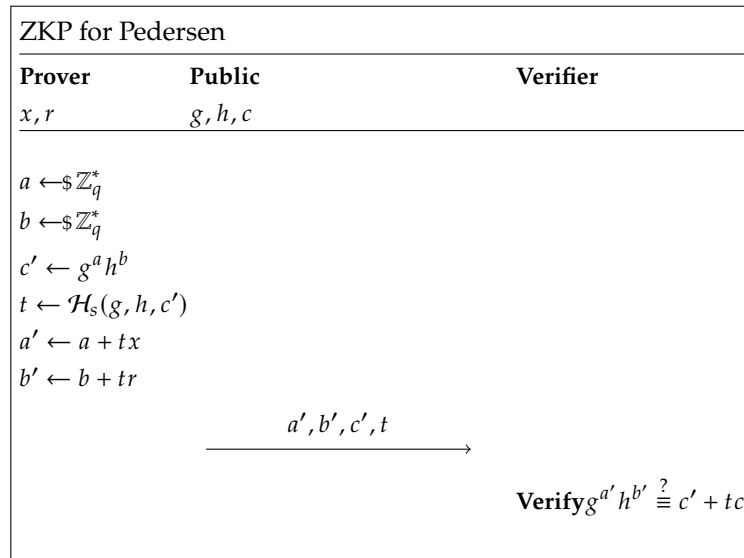 ZKP for Pedersen
Prover Public Verifier
x, r g, h, c
a ←$ ℤ*_q
b ←$ ℤ*_q
c′ ← g^a h^b
t ← ℋ_s(g, h, c′)
a′ ← a + tx
b′ ← b + tr
a′, b′, c′, t
Verify g^{a′} h^{b′} ≟≡ c′ + tc